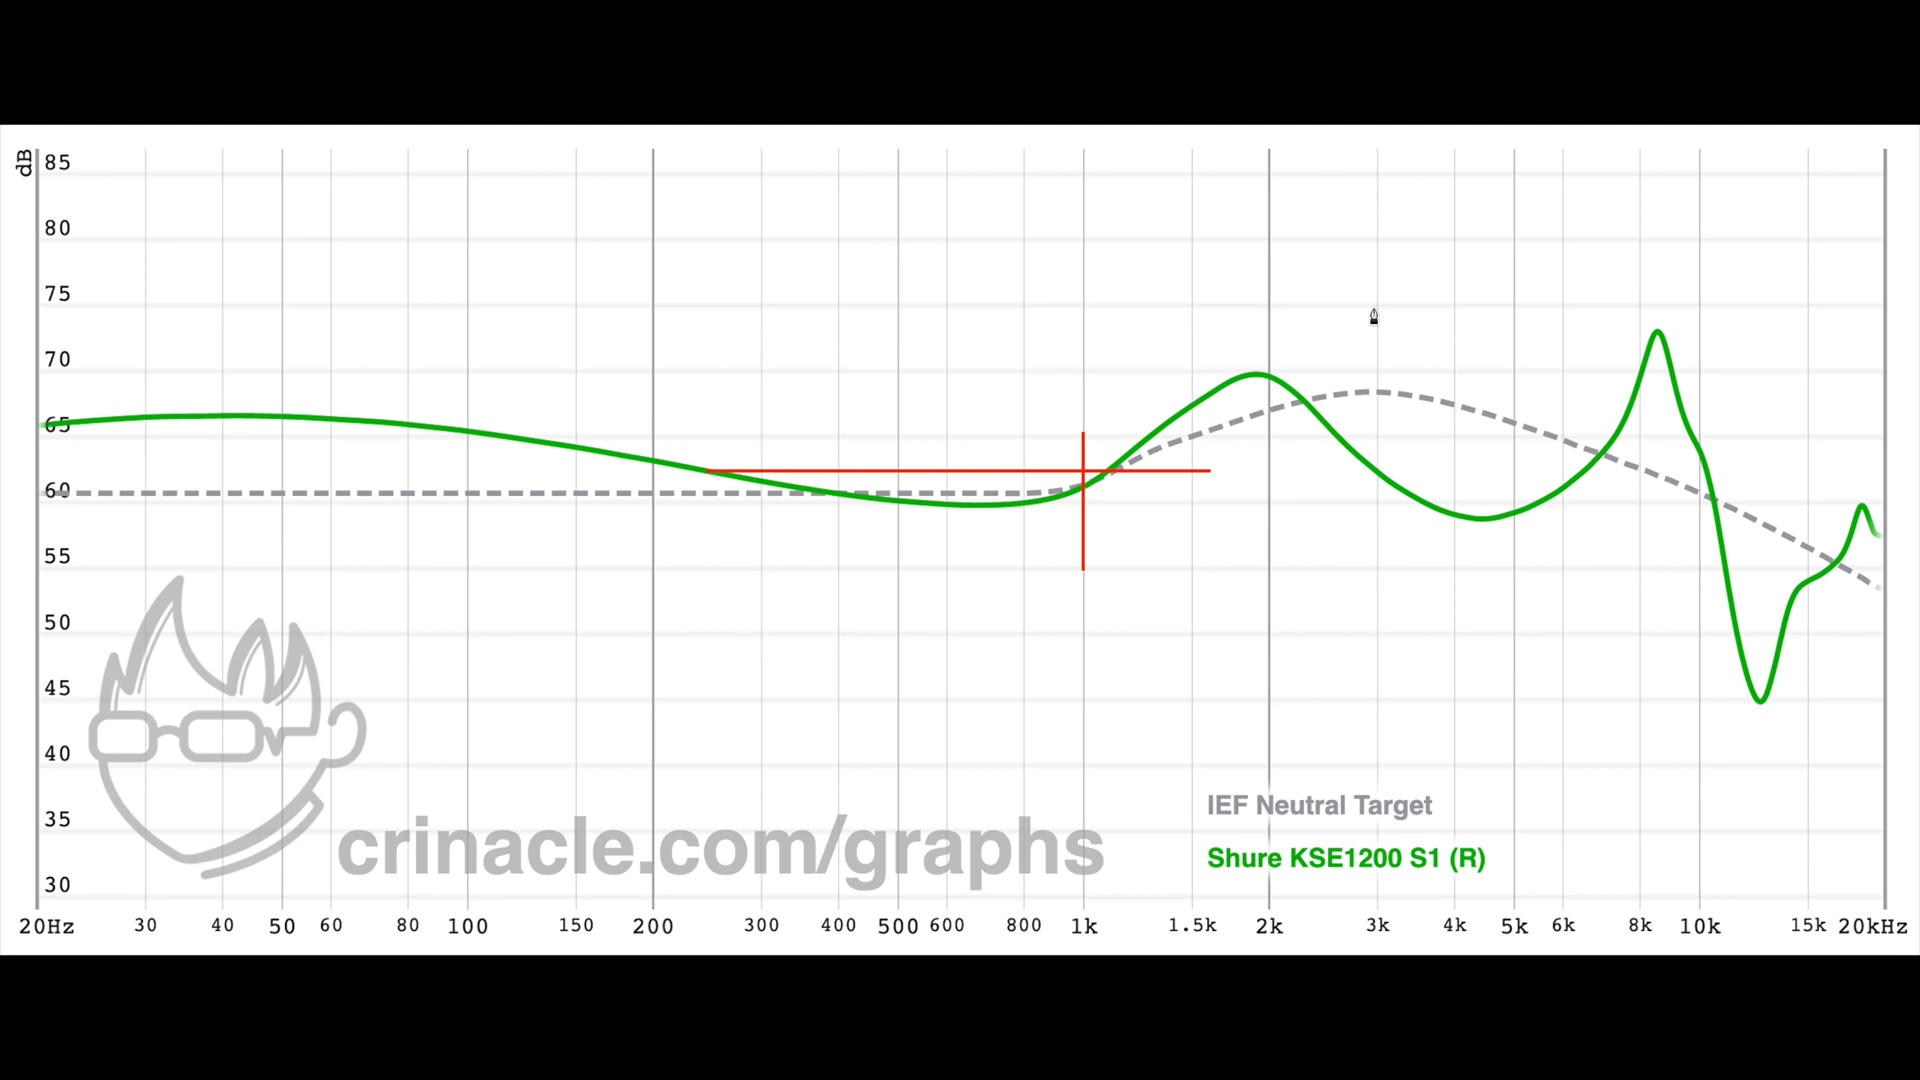 dB
85
80
75
70
65
60
55
50
45
40
35
30
IEF Neutral Target
crinacle.com/graphs
Shure KSE1200 S1 (R)
20Hz 30 40 50 60 80 100 150 200 300 400 500 600 800 1k 1.5k 2k 3k 4k 5k 6k 8k 10k 15k 20kHz